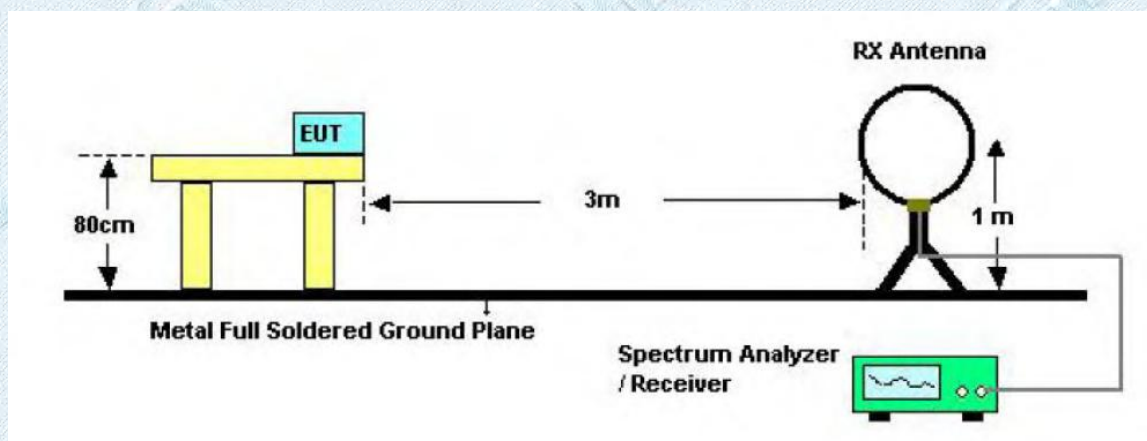 RX Antenna
EUT
3m
80cm
1 m
Metal Full Soldered Ground Plane
Spectrum Analyzer
/ Receiver